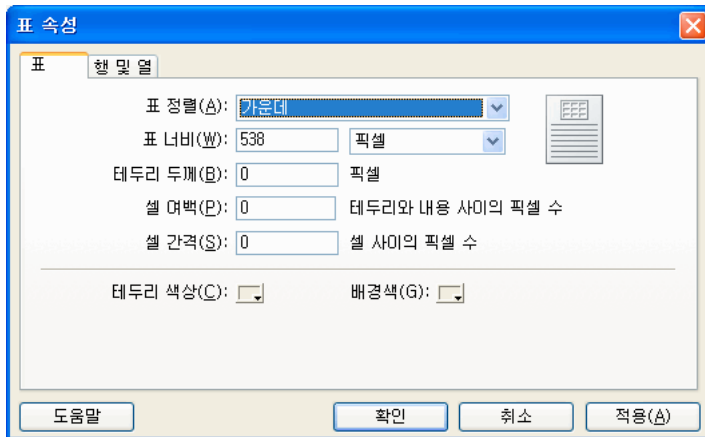 표 속성
표 행 및 열
표 정렬(A): 가운데
표 너비(W): 538 픽셀
테두리 두께(B): 0 픽셀
셀 여백(P): 0 테두리와 내용 사이의 픽셀 수
셀 간격(S): 0 셀 사이의 픽셀 수
테두리 색상(C): 배경색(G):
도움말 확인 취소 적용(A)